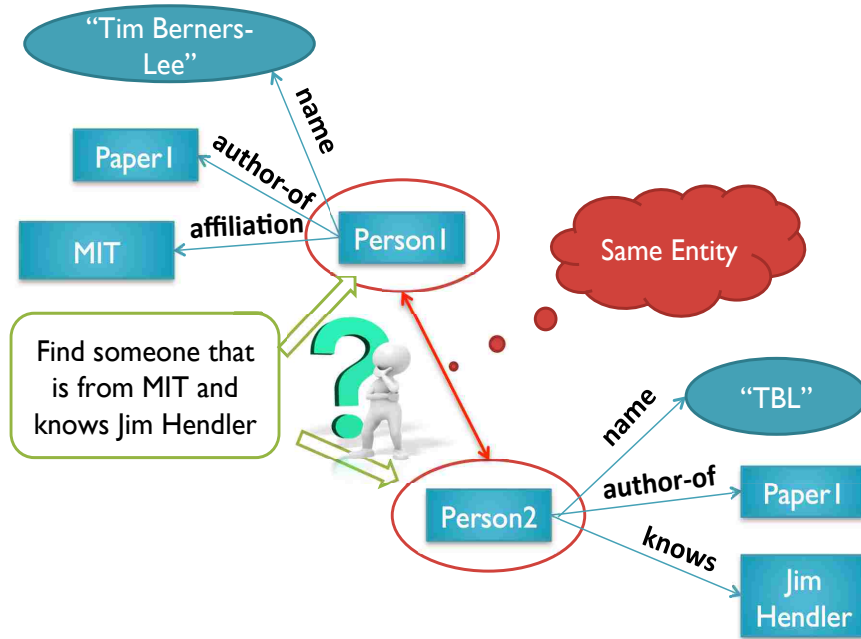 “Tim Berners-
Lee”
name
Paper1
author-of
affiliation
MIT
Person1
Same Entity
Find someone that
is from MIT and
knows Jim Hendler
?
“TBL”
name
author-of
Paper1
Person2
knows
Jim
Hendler